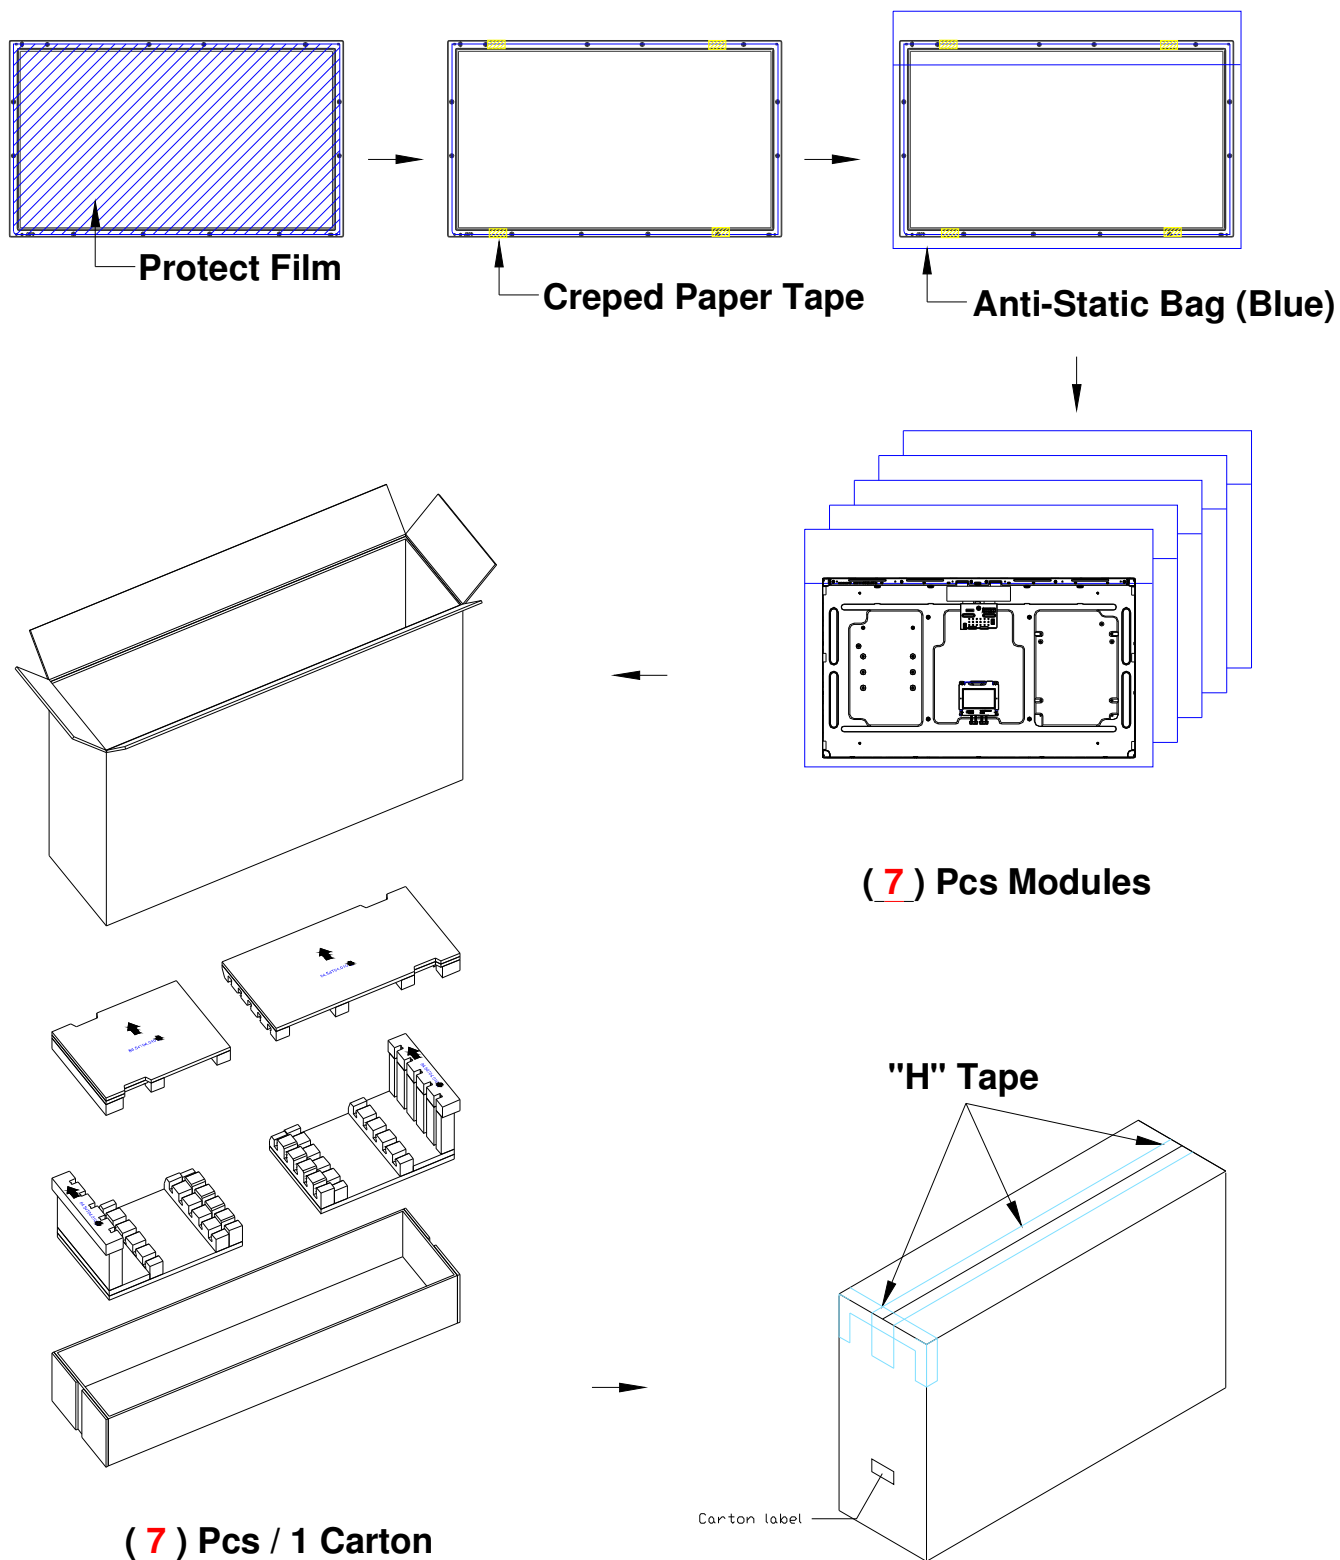 Protect Film
Creped Paper Tape
Anti-Static Bag (Blue)
( 7 ) Pcs Modules
"H" Tape
Carton label
( 7 ) Pcs / 1 Carton